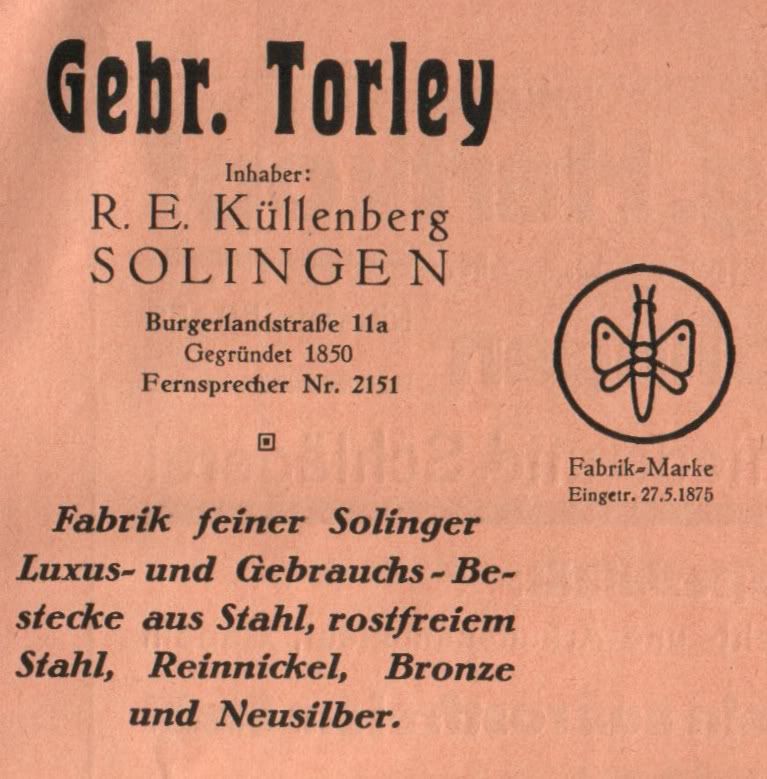 Gebr. Torley
Inhaber:
R. E. Küllenberg
SOLINGEN
Burgerlandstraße 11a
Gegründet 1850
Fernsprecher Nr. 2151
Fabrik-Marke
Eingetr. 27.5.1875
Fabrik feiner Solinger
Luxus- und Gebrauchs-Be-
stecke aus Stahl, rostfreiem
Stahl, Reinnickel, Bronze
und Neusilber.